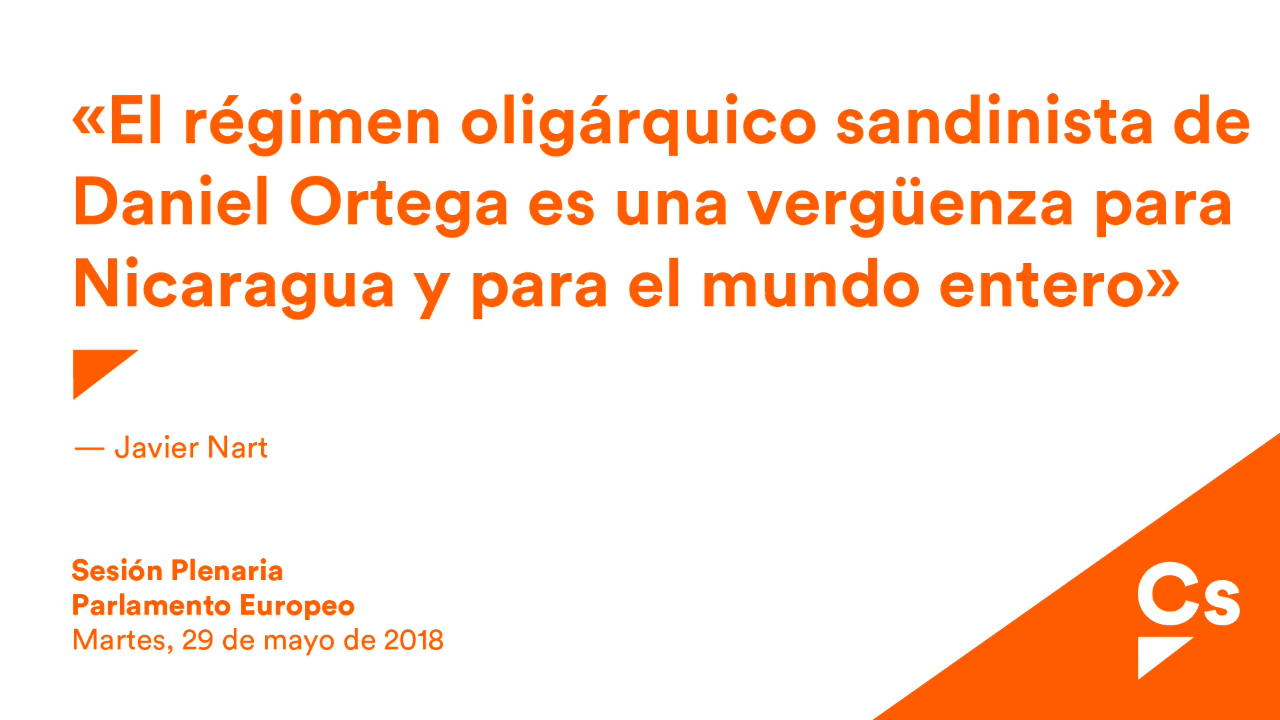 «El régimen oligárquico sandinista de
Daniel Ortega es una vergüenza para
Nicaragua y para el mundo entero»
— Javier Nart
Sesión Plenaria
Parlamento Europeo
Martes, 29 de mayo de 2018
Cs